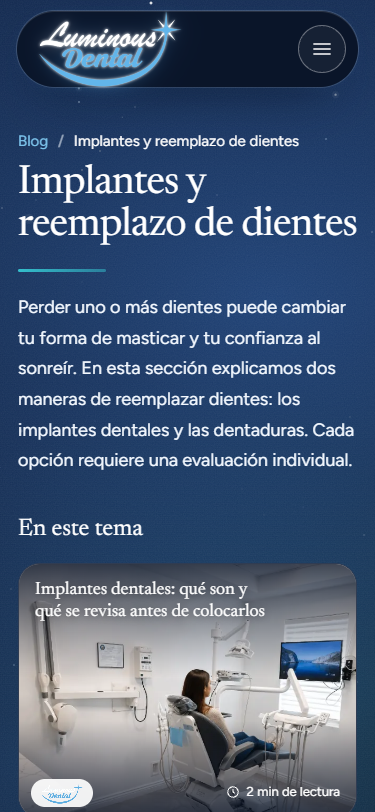 Luminous
Dental
Blog / Implantes y reemplazo de dientes
Implantes y
reemplazo de dientes
Perder uno o más dientes puede cambiar
tu forma de masticar y tu confianza al
sonreír. En esta sección explicamos dos
maneras de reemplazar dientes: los
implantes dentales y las dentaduras. Cada
opción requiere una evaluación individual.
En este tema
Implantes dentales: qué son y
qué se revisa antes de colocarlos
Dental
2 min de lectura